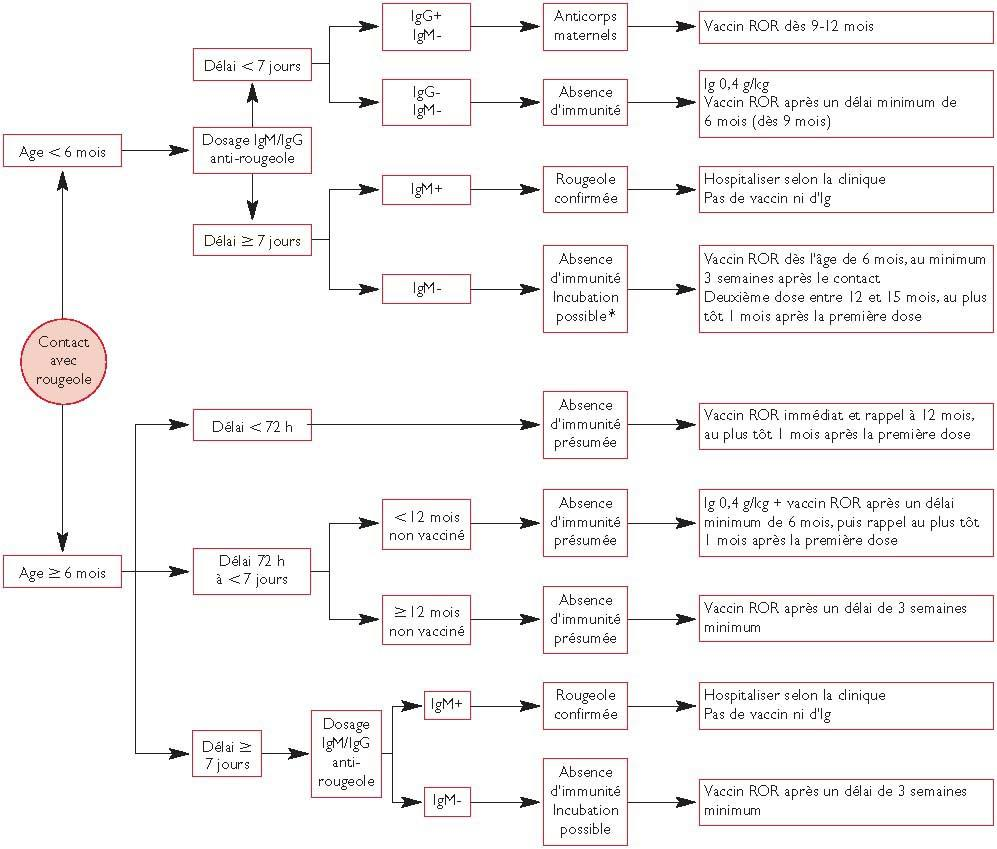 Contact
avec
rougeole
Age < 6 mois
Dosage IgM/IgG
anti-rougeole
Délai < 7 jours
IgG+
IgM-
Anticorps
maternels
Vaccin ROR dès 9-12 mois
IgG-
IgM-
Absence
d'immunité
Ig 0,4 g/kg
Vaccin ROR après un délai minimum de
6 mois (dès 9 mois)
Délai ≥ 7 jours
IgM+
Rougeole
confirmée
Hospitaliser selon la clinique
Pas de vaccin ni d'Ig
IgM-
Absence
d'immunité
Incubation
possible*
Vaccin ROR dès l'âge de 6 mois, au minimum
3 semaines après le contact
Deuxième dose entre 12 et 15 mois, au plus
tôt 1 mois après la première dose
Age ≥ 6 mois
Délai < 72 h
Absence
d'immunité
présumée
Vaccin ROR immédiat et rappel à 12 mois,
au plus tôt 1 mois après la première dose
Délai 72 h
à < 7 jours
< 12 mois
non vacciné
Absence
d'immunité
présumée
Ig 0,4 g/kg + vaccin ROR après un délai
minimum de 6 mois, puis rappel au plus tôt
1 mois après la première dose
≥ 12 mois
non vacciné
Absence
d'immunité
présumée
Vaccin ROR après un délai de 3 semaines
minimum
Délai ≥
7 jours
Dosage
IgM/IgG
anti-
rougeole
IgM+
Rougeole
confirmée
Hospitaliser selon la clinique
Pas de vaccin ni d'Ig
IgM-
Absence
d'immunité
Incubation
possible
Vaccin ROR après un délai de 3 semaines
minimum